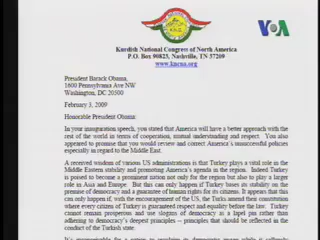 VOA
Kurdish National Congress of North America
P.O. Box 90823, Nashville, TN 37209
www.kncna.org
President Barack Obama,
1600 Pennsylvania Ave NW
Washington, DC 20500
February 3, 2009
Honorable President Obama:
In your inauguration speech, you stated that America will have a better approach with the
rest of the world in terms of cooperation, mutual understanding and respect. You also
appeared to promise that you would review and correct America's unsuccessful policies
especially in regard to the Middle East.
A received wisdom of various US administrations is that Turkey plays a vital role in the
Middle Eastern stability and promoting America's agenda in the region. Indeed Turkey
is poised to become a prominent nation not only for the region but also to play a larger
role in Asia and Europe. But this can only happen if Turkey bases its stability on the
premise of democracy and a guarantee of human rights for its citizens. It appears that this
can only happen if, with the encouragement of the US, the Turks amend their constitution
where every citizen of Turkey is guaranteed respect and equality before the law. Turkey
cannot remain prosperous and use slogans of democracy as a lapel pin rather than
adhering to democracy's deepest principles -- principles that should be reflected in the
conduct of the Turkish state.